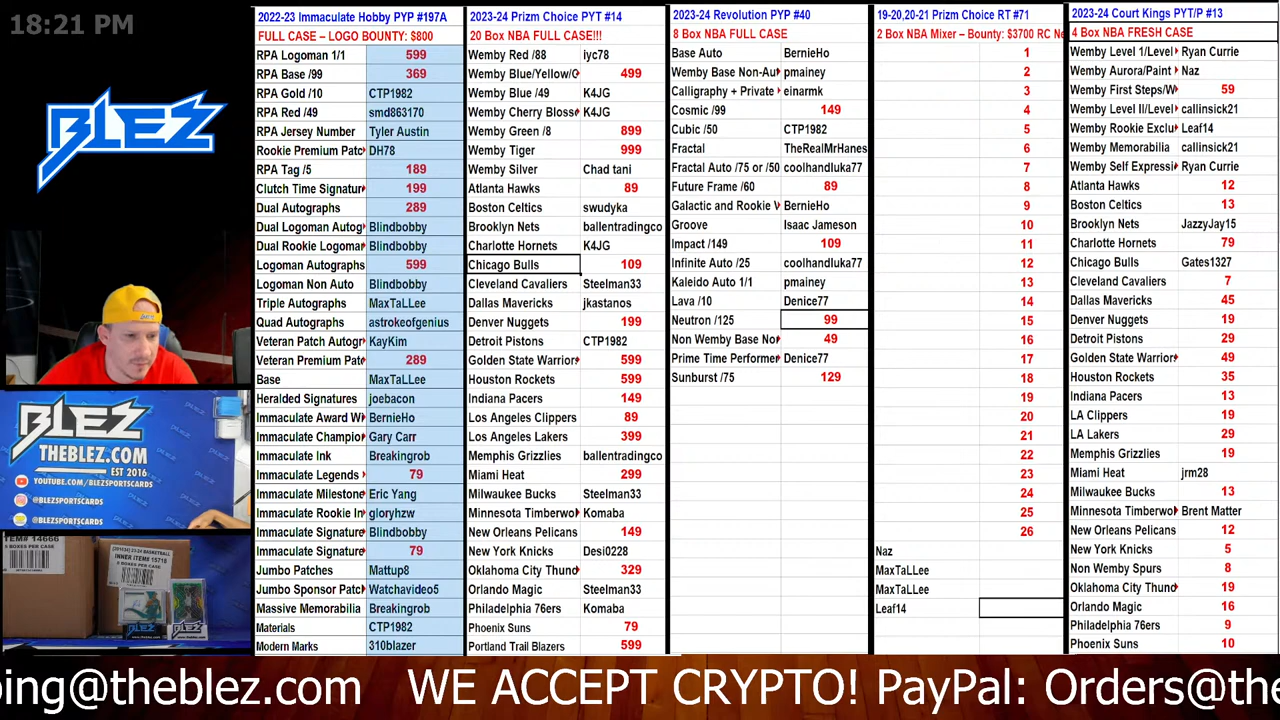 18:21 PM
BLEZ
BLEZ
THEBLEZ.COM
EST 2016
YOUTUBE.COM/BLEZSPORTSCARDS
@BLEZSPORTSCARDS
@BLEZSPORTSCARDS
ITEM# 14666
BOXES PER CASE
INNER ITEM# 15718
BLEZ
BLEZ
2022-23 Immaculate Hobby PYP #197A
FULL CASE – LOGO BOUNTY: $800
RPA Logoman 1/1 599
RPA Base /99 369
RPA Gold /10 CTP1982
RPA Red /49 smd863170
RPA Jersey Number Tyler Austin
Rookie Premium Patc DH78
RPA Tag /5 189
Clutch Time Signatur 199
Dual Autographs 289
Dual Logoman Autog Blindbobby
Dual Rookie Logoma Blindbobby
Logoman Autographs 599
Logoman Non Auto Blindbobby
Triple Autographs MaxTaLLee
Quad Autographs astrokeofgenius
Veteran Patch Autogr KayKim
Veteran Premium Pat 289
Base MaxTaLLee
Heralded Signatures joebacon
Immaculate Award W BernieHo
Immaculate Champio Gary Carr
Immaculate Ink Breakingrob
Immaculate Legends 79
Immaculate Milestone Eric Yang
Immaculate Rookie In gloryhzw
Immaculate Signature Blindbobby
Immaculate Signature 79
Jumbo Patches Mattup8
Jumbo Sponsor Patc Watchavideo5
Massive Memorabilia Breakingrob
Materials CTP1982
Modern Marks 310blazer
2023-24 Prizm Choice PYT #14
20 Box NBA FULL CASE!!!
Wemby Red /88 iyc78
Wemby Blue/Yellow/G 499
Wemby Blue /49 K4JG
Wemby Cherry Blosso K4JG
Wemby Green /8 899
Wemby Tiger 999
Wemby Silver Chad tani
Atlanta Hawks 89
Boston Celtics swudyka
Brooklyn Nets ballentradingco
Charlotte Hornets K4JG
Chicago Bulls 109
Cleveland Cavaliers Steelman33
Dallas Mavericks jkastanos
Denver Nuggets 199
Detroit Pistons CTP1982
Golden State Warrior 599
Houston Rockets 599
Indiana Pacers 149
Los Angeles Clippers 89
Los Angeles Lakers 399
Memphis Grizzlies ballentradingco
Miami Heat 299
Milwaukee Bucks Steelman33
Minnesota Timberwo Komaba
New Orleans Pelicans 149
New York Knicks Desi0228
Oklahoma City Thund 329
Orlando Magic Steelman33
Philadelphia 76ers Komaba
Phoenix Suns 79
Portland Trail Blazers 599
2023-24 Revolution PYP #40
8 Box NBA FULL CASE
Base Auto BernieHo
Wemby Base Non-Au pmainey
Calligraphy + Private einarmk
Cosmic /99 149
Cubic /50 CTP1982
Fractal TheRealMrHanes
Fractal Auto /75 or /50 coolhandluka77
Future Frame /60 89
Galactic and Rookie V BernieHo
Groove Isaac Jameson
Impact /149 109
Infinite Auto /25 coolhandluka77
Kaleido Auto 1/1 pmainey
Lava /10 Denice77
Neutron /125 99
Non Wemby Base Nor 49
Prime Time Performer Denice77
Sunburst /75 129
19-20,20-21 Prizm Choice RT #71
2 Box NBA Mixer – Bounty: $3700 RC Ne
1
2
3
4
5
6
7
8
9
10
11
12
13
14
15
16
17
18
19
20
21
22
23
24
25
26
Naz
MaxTaLLee
MaxTaLLee
Leaf14
2023-24 Court Kings PYT/P #13
4 Box NBA FRESH CASE
Wemby Level 1/Level Ryan Currie
Wemby Aurora/Paint Naz
Wemby First Steps/W 59
Wemby Level II/Level callinsick21
Wemby Rookie Exclu Leaf14
Wemby Memorabilia callinsick21
Wemby Self Expressi Ryan Currie
Atlanta Hawks 12
Boston Celtics 13
Brooklyn Nets JazzyJay15
Charlotte Hornets 79
Chicago Bulls Gates1327
Cleveland Cavaliers 7
Dallas Mavericks 45
Denver Nuggets 19
Detroit Pistons 29
Golden State Warrior 49
Houston Rockets 35
Indiana Pacers 13
LA Clippers 19
LA Lakers 29
Memphis Grizzlies 19
Miami Heat jrm28
Milwaukee Bucks 13
Minnesota Timberwo Brent Matter
New Orleans Pelicans 12
New York Knicks 5
Non Wemby Spurs 8
Oklahoma City Thund 19
Orlando Magic 16
Philadelphia 76ers 9
Phoenix Suns 10
ping@theblez.com WE ACCEPT CRYPTO! PayPal: Orders@the